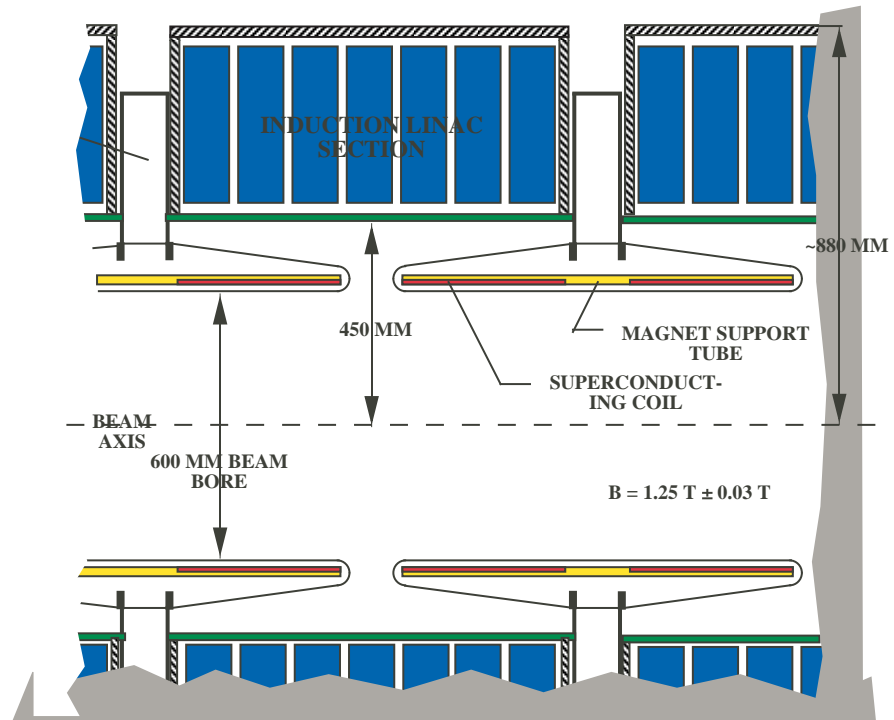 INDUCTION LINAC
SECTION
~880 MM
450 MM
MAGNET SUPPORT
TUBE
SUPERCONDUCT-
ING COIL
BEAM
AXIS
600 MM BEAM
BORE
B = 1.25 T ± 0.03 T